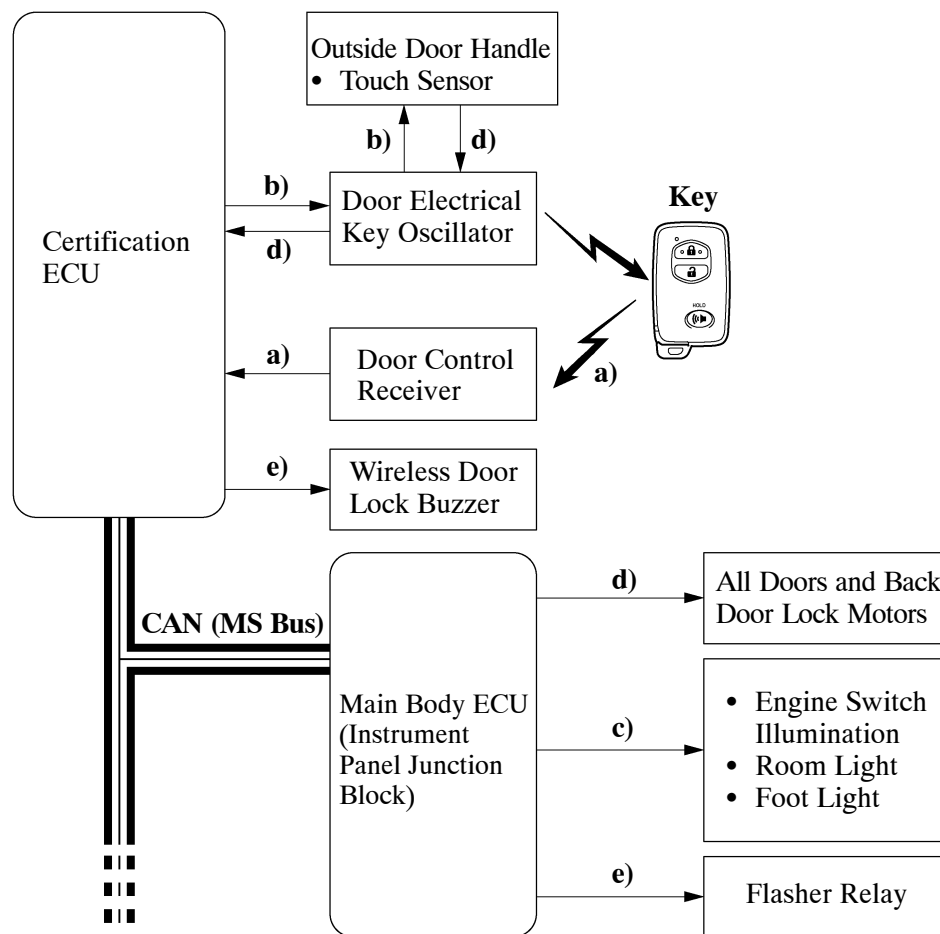 Outside Door Handle
• Touch Sensor
b)
d)
b)
Door Electrical
Key Oscillator
d)
Key
HOLD
Certification
ECU
a)
Door Control
Receiver
a)
e)
Wireless Door
Lock Buzzer
CAN (MS Bus)
Main Body ECU
(Instrument
Panel Junction
Block)
d)
All Doors and Back
Door Lock Motors
c)
• Engine Switch
Illumination
• Room Light
• Foot Light
e)
Flasher Relay